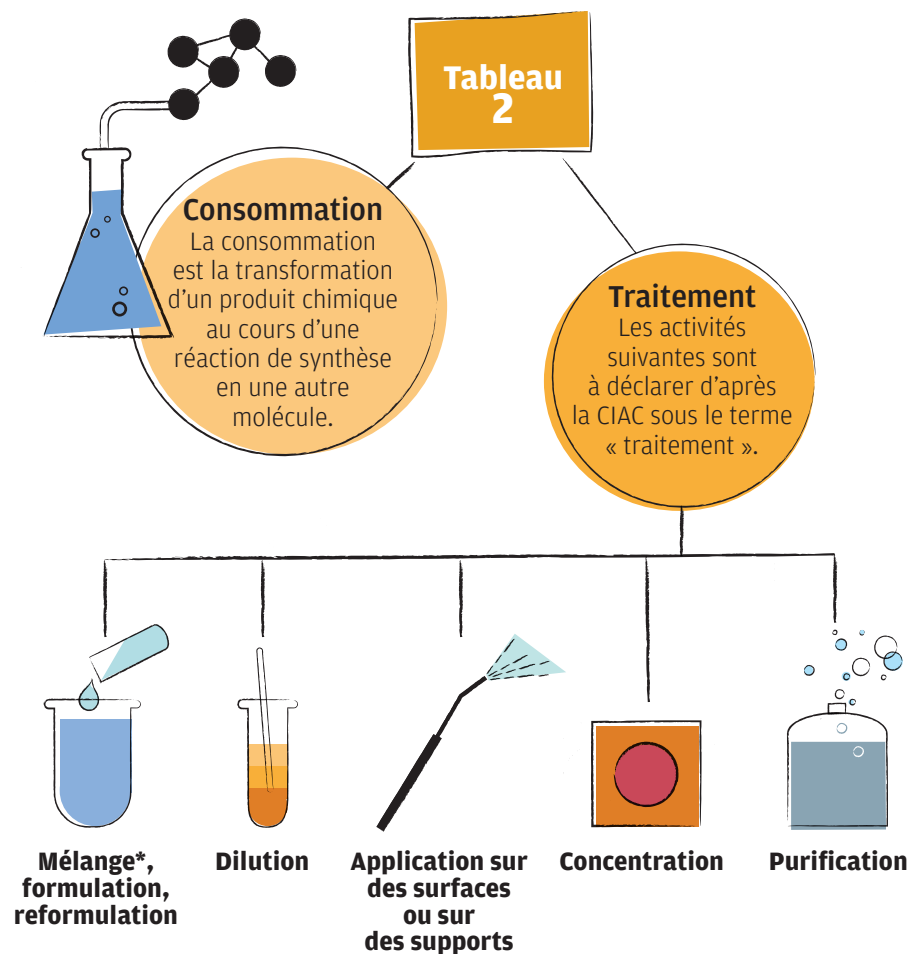 Tableau
2
Consommation
La consommation
est la transformation
d'un produit chimique
au cours d'une
réaction de synthèse
en une autre
molécule.
Traitement
Les activités
suivantes sont
à déclarer d'après
la CIAC sous le terme
« traitement ».
Mélange*,
formulation,
reformulation
Dilution
Application sur
des surfaces
ou sur
des supports
Concentration
Purification